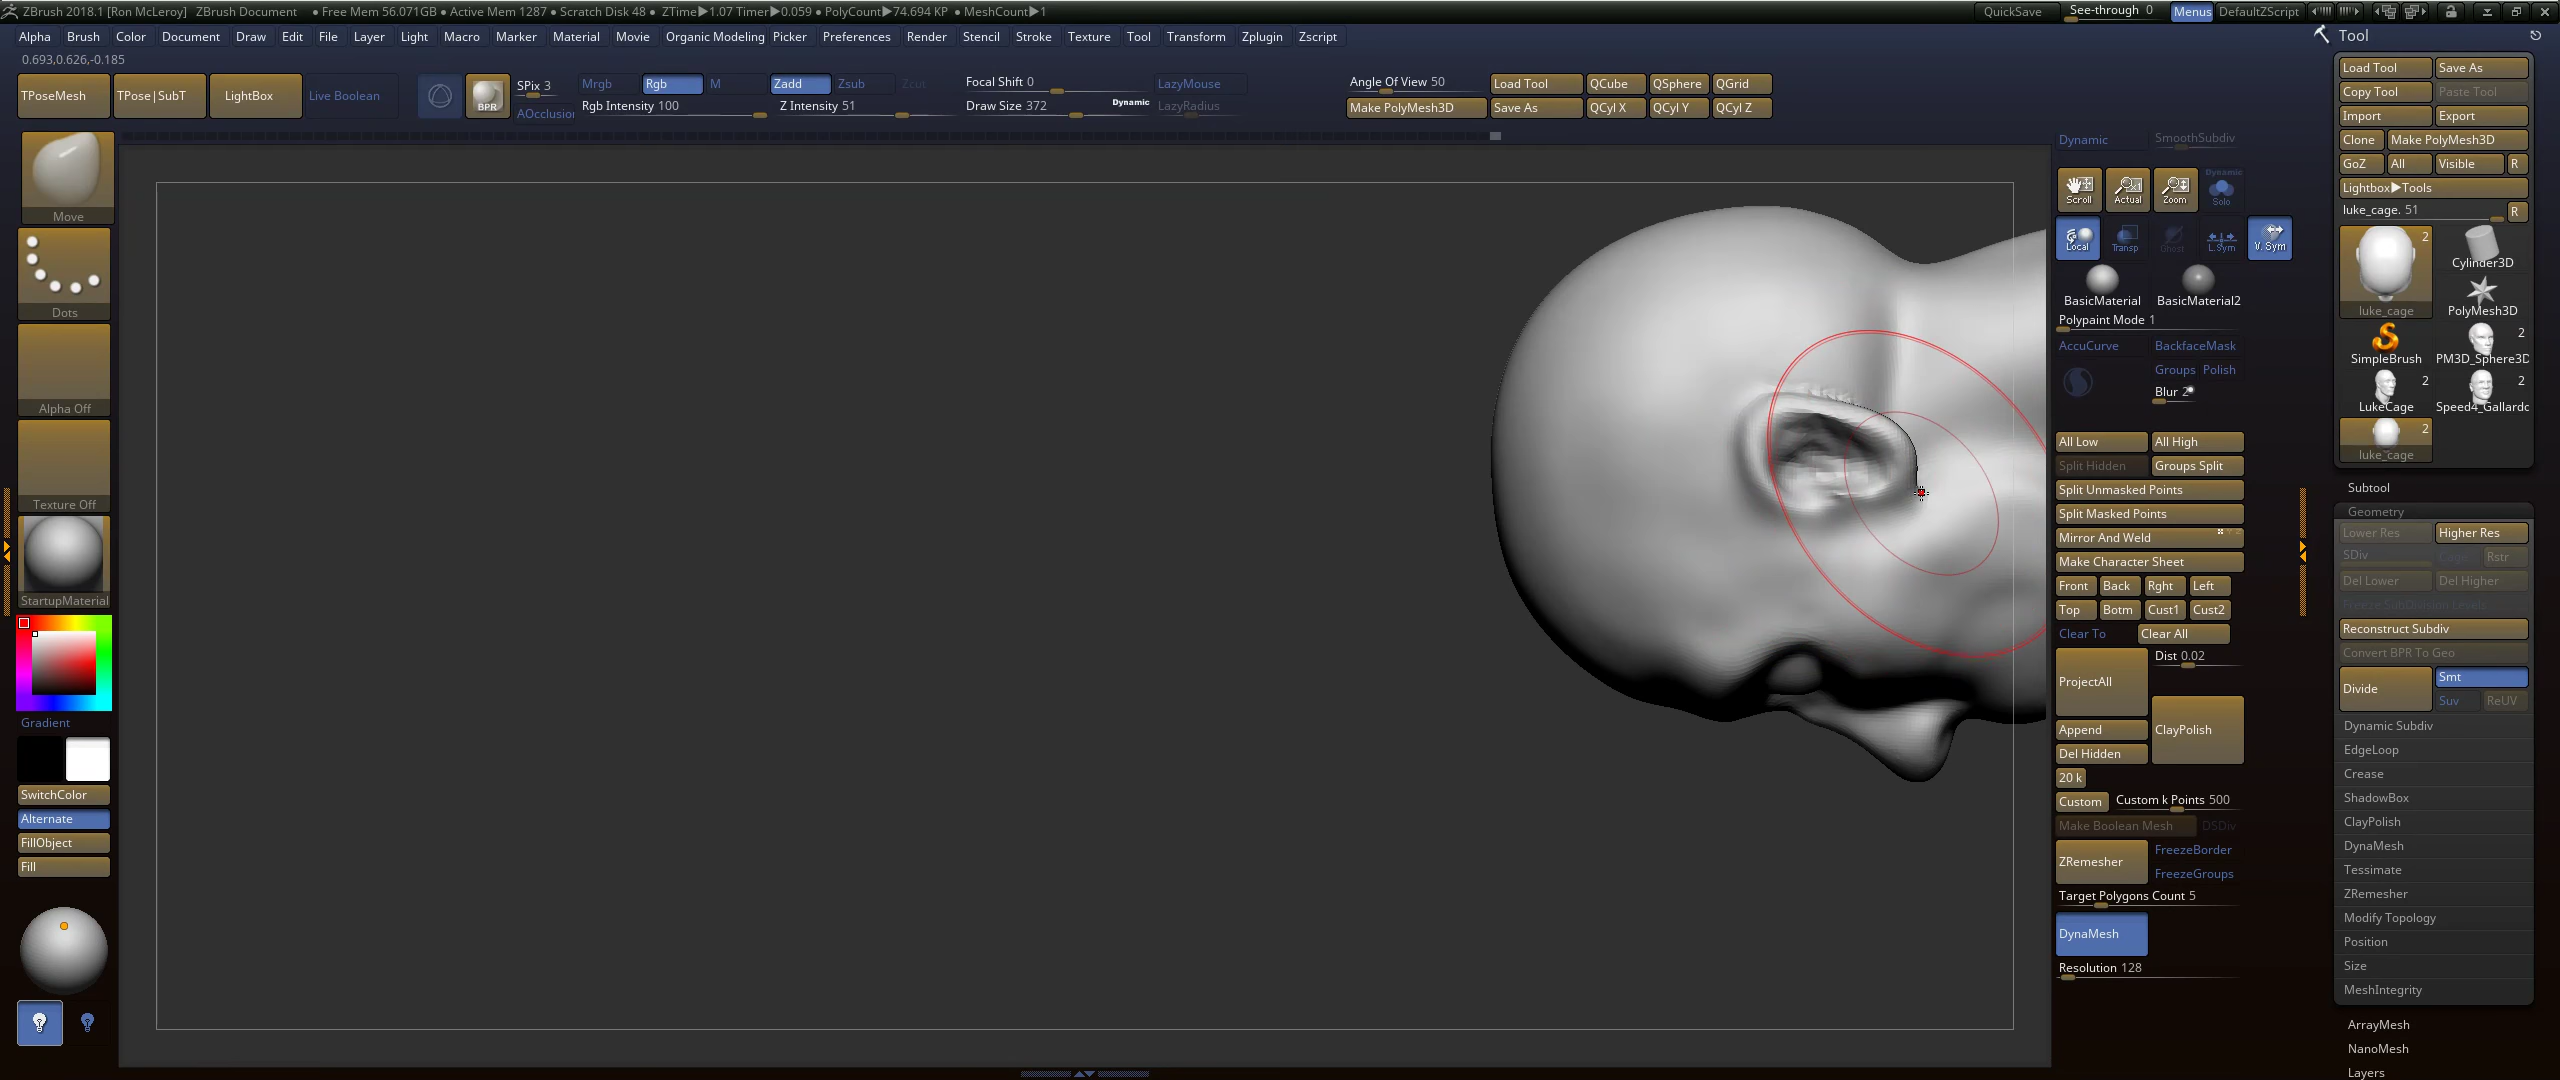 ZBrush 2018.1 [Ron McLeroy] ZBrush Document • Free Mem 56.071GB • Active Mem 1287 • Scratch Disk 48 • ZTime▶1.07 Timer▶0.059 • PolyCount▶74.694 KP • MeshCount▶1 QuickSave See-through 0 Menus DefaultZScript
Alpha Brush Color Document Draw Edit File Layer Light Macro Marker Material Movie Organic Modeling Picker Preferences Render Stencil Stroke Texture Tool Transform Zplugin Zscript
0.693,0.626,-0.185
TPoseMesh TPose|SubT LightBox Live Boolean BPR SPix 3 Mrgb Rgb M Zadd Zsub Zcut Focal Shift 0 LazyMouse Angle Of View 50 Load Tool QCube QSphere QGrid
AOcclusion Rgb Intensity 100 Z Intensity 51 Draw Size 372 Dynamic LazyRadius Make PolyMesh3D Save As QCyl X QCyl Y QCyl Z
Move
Dots
Alpha Off
Texture Off
StartupMaterial
Gradient
SwitchColor
Alternate
FillObject
Fill
Dynamic SmoothSubdiv
Scroll Actual Zoom Dynamic Solo
Local Transp Ghost L.Sym V. Sym
BasicMaterial BasicMaterial2
Polypaint Mode 1
AccuCurve BackfaceMask
Groups Polish
Blur 2
All Low All High
Split Hidden Groups Split
Split Unmasked Points
Split Masked Points
Mirror And Weld
Make Character Sheet
Front Back Rght Left
Top Botm Cust1 Cust2
Clear To Clear All
ProjectAll Dist 0.02
Append ClayPolish
Del Hidden
20 k
Custom Custom k Points 500
Make Boolean Mesh DSDiv
ZRemesher FreezeBorder
FreezeGroups
Target Polygons Count 5
DynaMesh
Resolution 128
Tool
Load Tool Save As
Copy Tool Paste Tool
Import Export
Clone Make PolyMesh3D
GoZ All Visible R
Lightbox▶Tools
luke_cage. 51 R
2
Cylinder3D
luke_cage PolyMesh3D
2
SimpleBrush PM3D_Sphere3D
2 2
LukeCage Speed4_Gallardo
2
luke_cage
Subtool
Geometry
Lower Res Higher Res
SDiv Cage Rstr
Del Lower Del Higher
Freeze SubDivision Levels
Reconstruct Subdiv
Convert BPR To Geo
Divide Smt
Suv ReUV
Dynamic Subdiv
EdgeLoop
Crease
ShadowBox
ClayPolish
DynaMesh
Tessimate
ZRemesher
Modify Topology
Position
Size
MeshIntegrity
ArrayMesh
NanoMesh
Layers